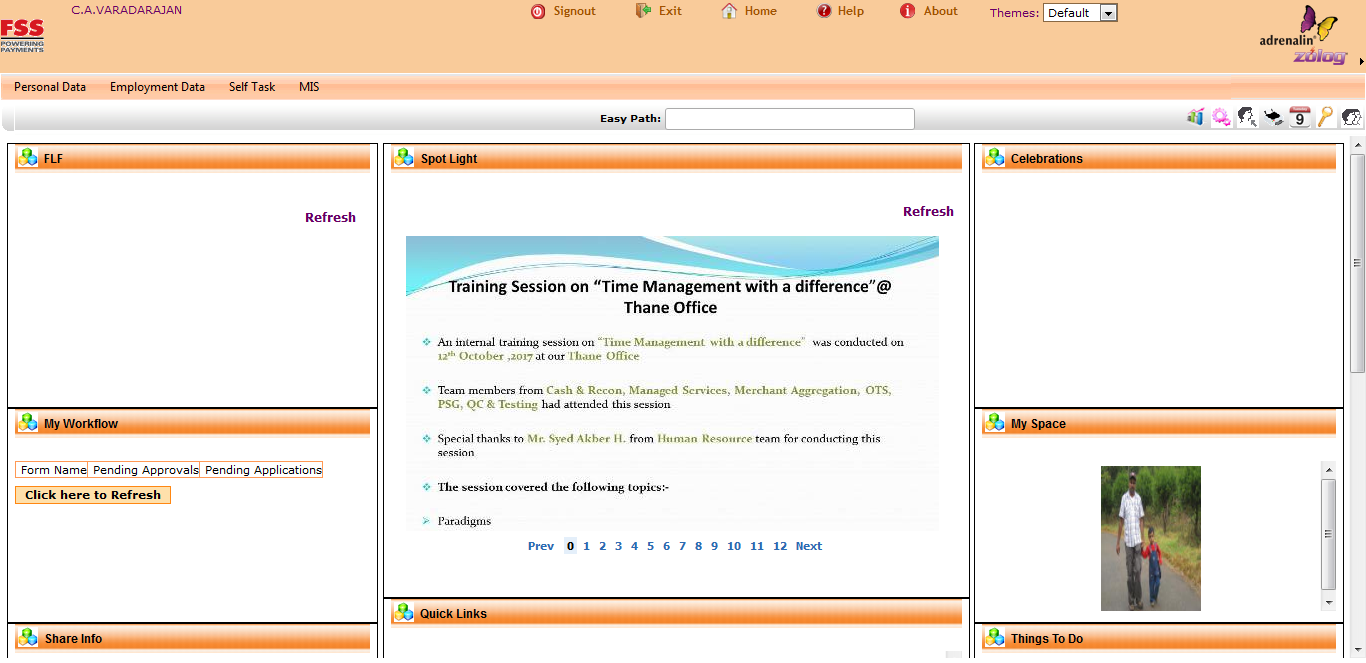 C.A.VARADARAJAN
Signout
Exit
Home
Help
About
Themes:
Default
FSS
POWERING
PAYMENTS
adrenalin
zolog
Personal Data
Employment Data
Self Task
MIS
Easy Path:
9
FLF
Refresh
Spot Light
Refresh
Training Session on “Time Management with a difference”@
Thane Office
An internal training session on “Time Management with a difference” was conducted on
12th October ,2017 at our Thane Office
Team members from Cash & Recon, Managed Services, Merchant Aggregation, OTS,
PSG, QC & Testing had attended this session
Special thanks to Mr. Syed Akber H. from Human Resource team for conducting this
session
The session covered the following topics:-
Paradigms
Prev 0 1 2 3 4 5 6 7 8 9 10 11 12 Next
Celebrations
My Workflow
Form Name Pending Approvals Pending Applications
Click here to Refresh
My Space
Share Info
Quick Links
Things To Do